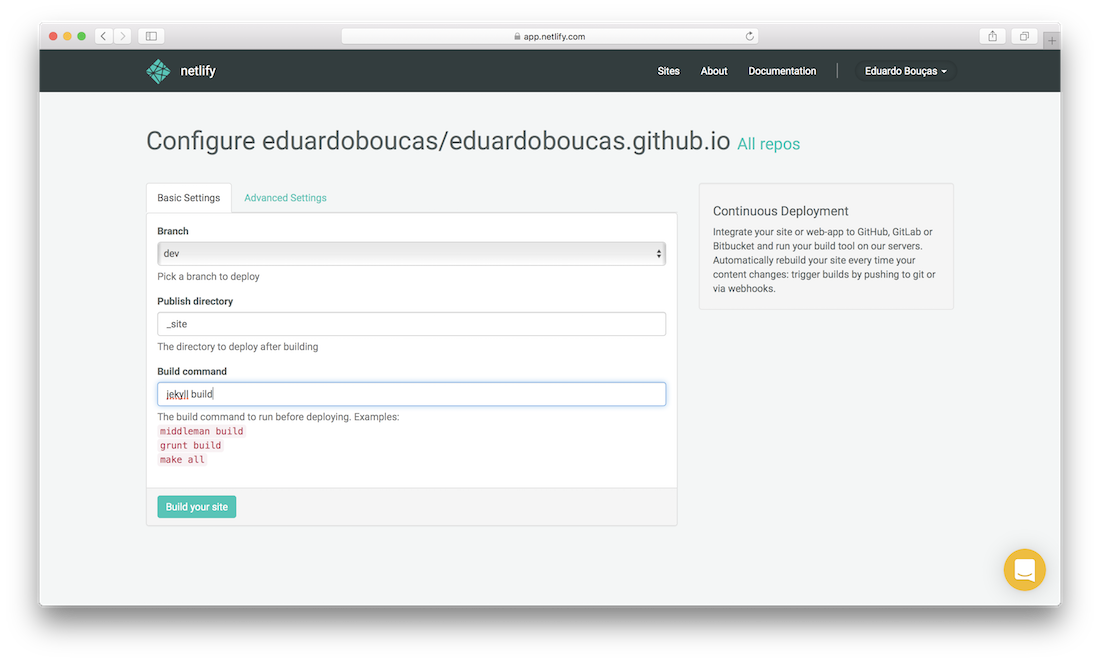 app.netlify.com
netlify
Sites
About
Documentation
Eduardo Bouças
Configure eduardoboucas/eduardoboucas.github.io All repos
Basic Settings
Advanced Settings
Branch
dev
Pick a branch to deploy
Publish directory
_site
The directory to deploy after building
Build command
jekyll build
The build command to run before deploying. Examples:
middleman build
grunt build
make all
Build your site
Continuous Deployment
Integrate your site or web-app to GitHub, GitLab or
Bitbucket and run your build tool on our servers.
Automatically rebuild your site every time your
content changes: trigger builds by pushing to git or
via webhooks.